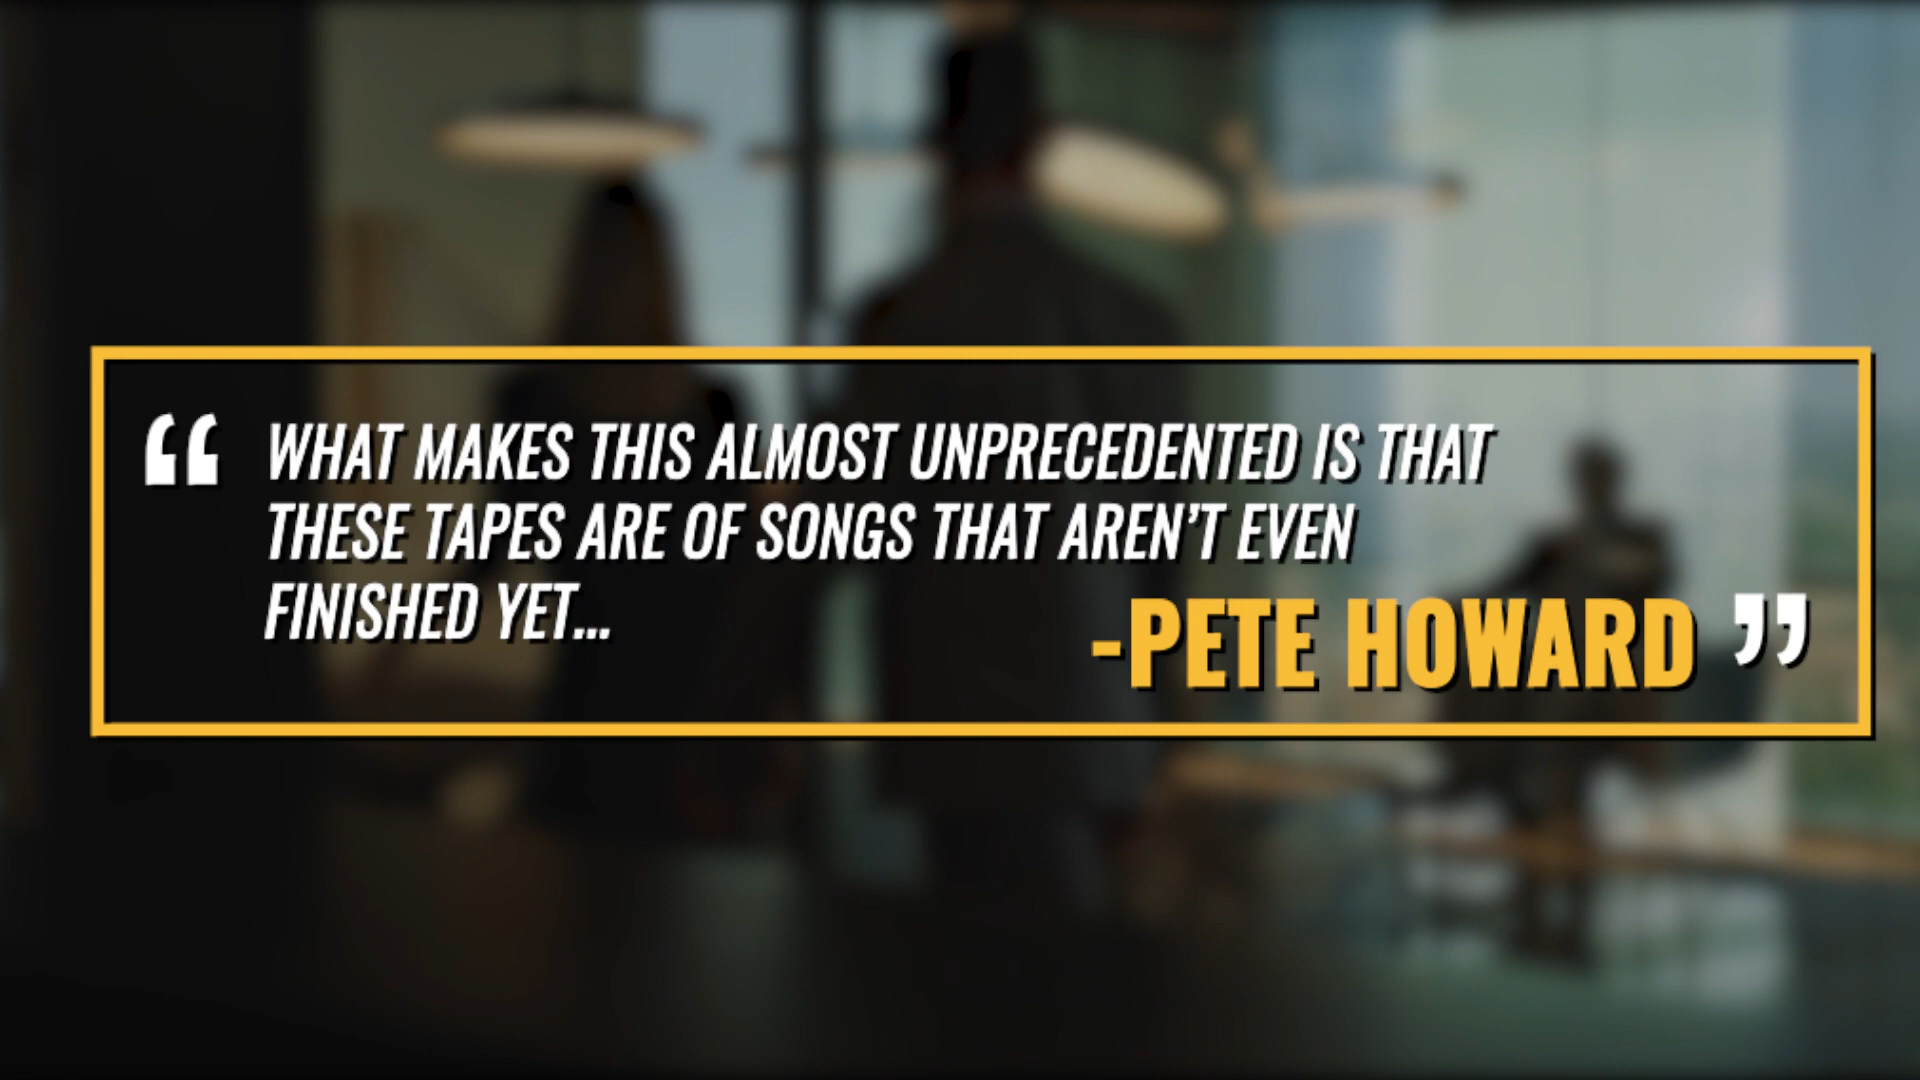 “ WHAT MAKES THIS ALMOST UNPRECEDENTED IS THAT
THESE TAPES ARE OF SONGS THAT AREN’T EVEN
FINISHED YET...
-PETE HOWARD ”